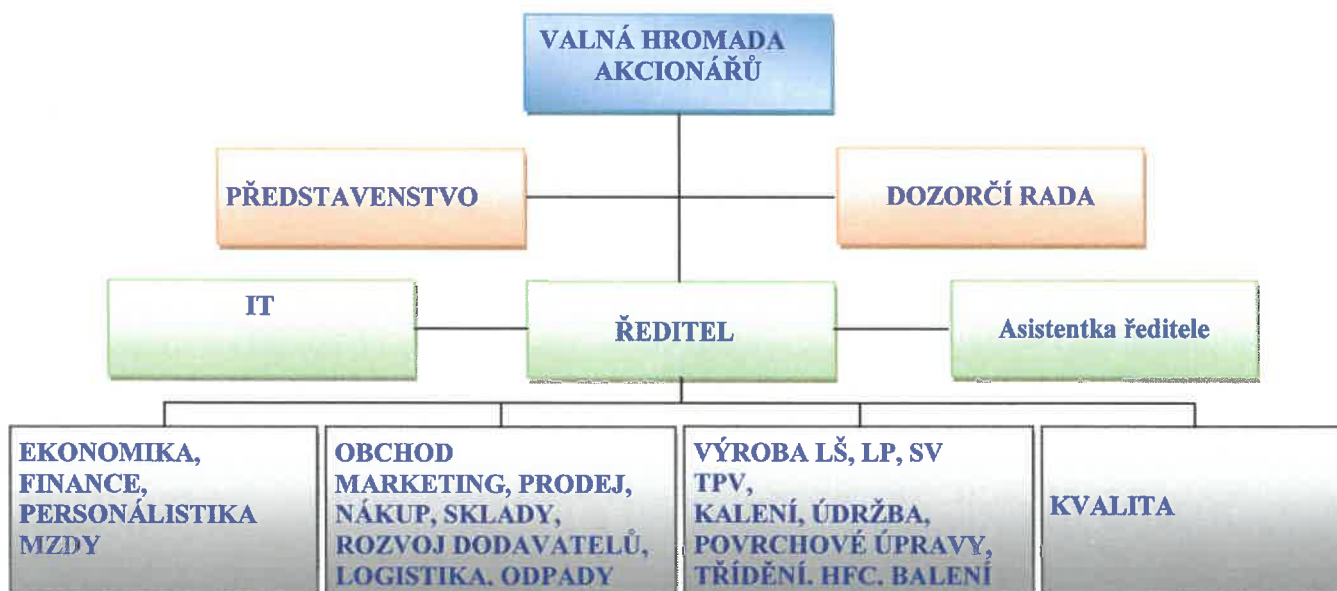 VALNÁ HROMADA
AKCIONÁŘŮ
PŘEDSTAVENSTVO
DOZORČÍ RADA
IT
ŘEDITEL
Asistentka ředitele
EKONOMIKA,
FINANCE,
PERSONÁLISTIKA
MZDY
OBCHOD
MARKETING, PRODEJ,
NÁKUP, SKLADY,
ROZVOJ DODAVATELŮ,
LOGISTIKA, ODPADY
VÝROBA LŠ, LP, SV
TPV,
KALENÍ, ÚDRŽBA,
POVRCHOVÉ ÚPRAVY,
TŘÍDĚNÍ, HFC, BALENÍ
KVALITA